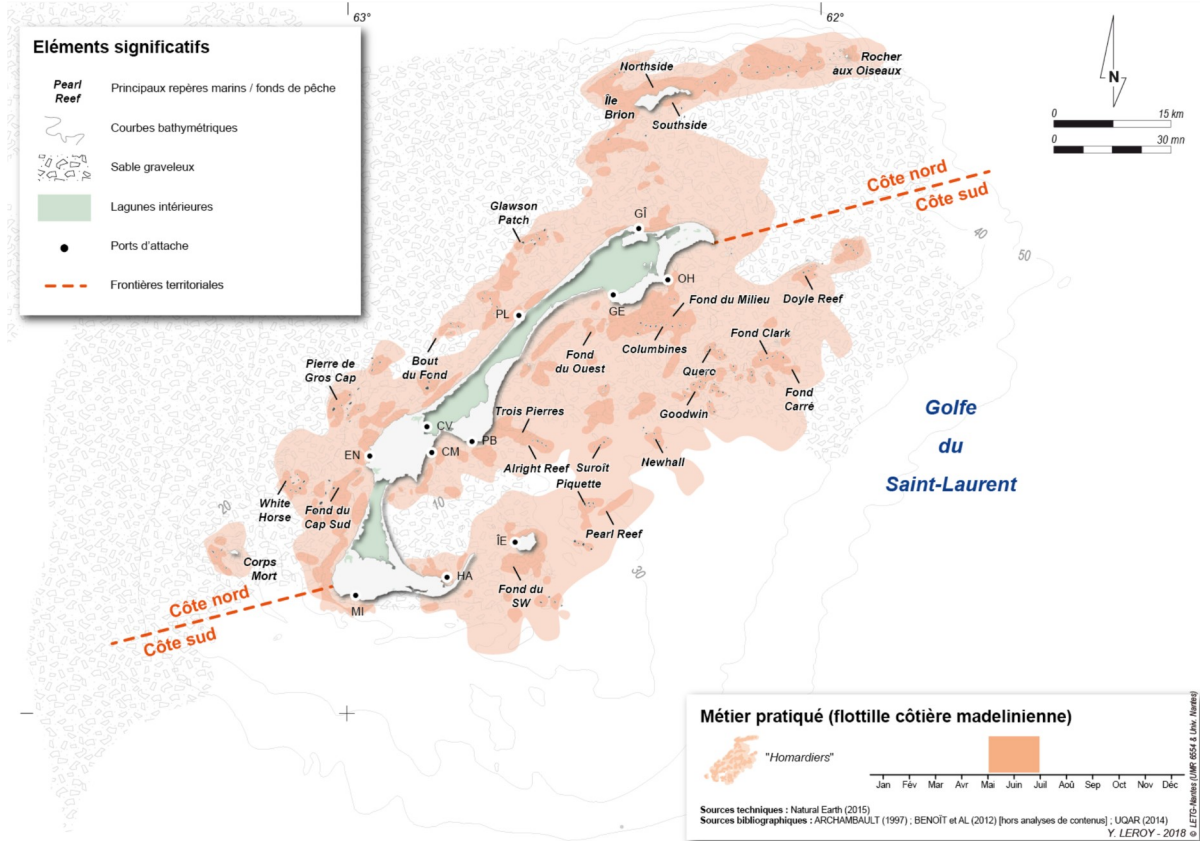 63°
62°
Eléments significatifs
Pearl
Reef
Principaux repères marins / fonds de pêche
Courbes bathymétriques
Sable graveleux
Lagunes intérieures
Ports d'attache
Frontières territoriales
Northside
Rocher
aux Oiseaux
Île
Brion
Southside
N
0 15 km
0 30 mn
Côte nord
Côte sud
Glawson
Patch
GÎ
40
50
OH
GE
Fond du Milieu
Doyle Reef
PL
Columbines
Fond Clark
Bout
du Fond
Fond
du Ouest
Querc
Pierre de
Gros Cap
Fond
Carré
Goodwin
Trois Pierres
CV
PB
CM
EN
Alright Reef
Suroît
Newhall
Piquette
Golfe
du
Saint-Laurent
White
Horse
Fond du
Cap Sud
20
10
Pearl Reef
ÎE
30
Corps
Mort
HA
Fond du
SW
MI
Côte nord
Côte sud
Métier pratiqué (flottille côtière madelinienne)
"Homardiers"
Jan Fév Mar Avr Mai Juin Juil Aoû Sep Oct Nov Déc
Sources techniques : Natural Earth (2015)
Sources bibliographiques : ARCHAMBAULT (1997) ; BENOÎT et AL (2012) [hors analyses de contenus] ; UQAR (2014)
Y. LEROY - 2018
© LETG-Nantes (UMR 6554 & Univ. Nantes)